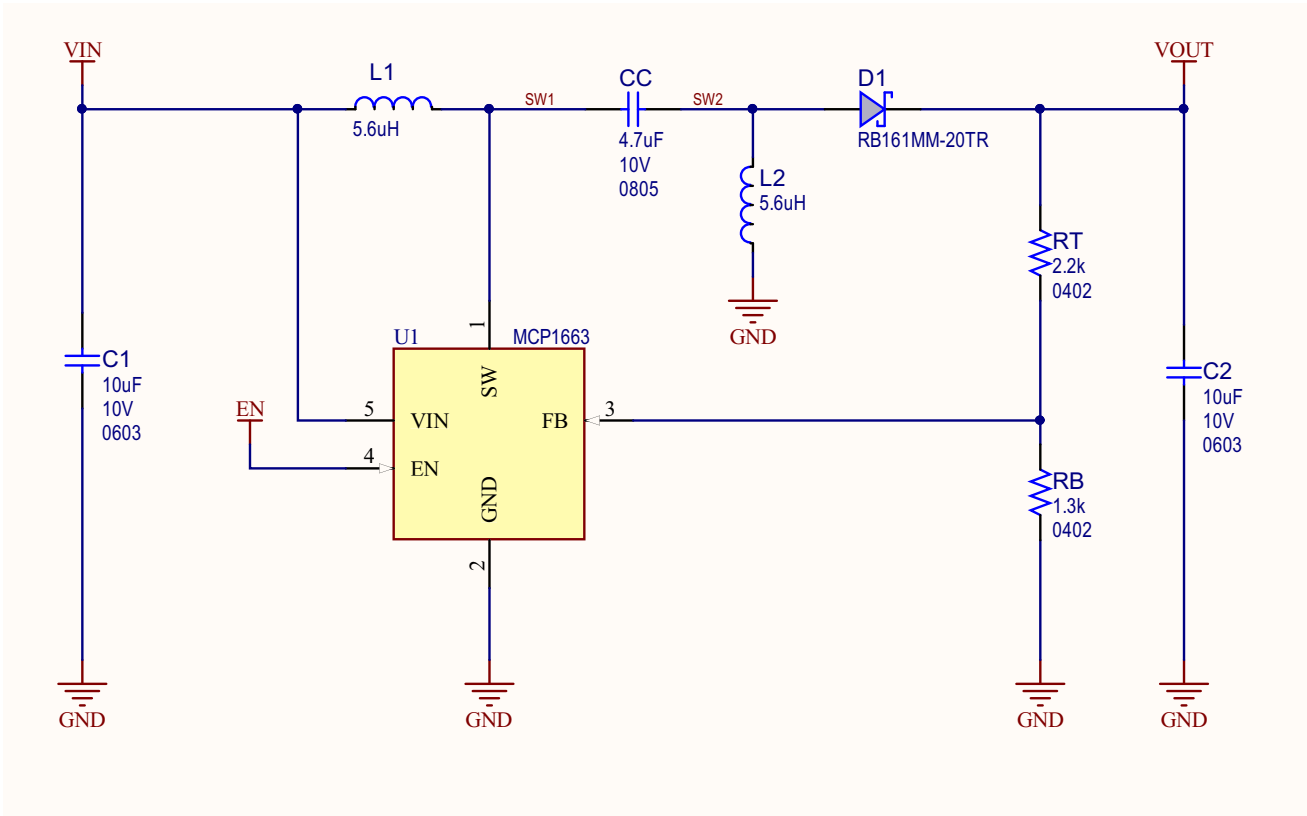 VIN
VOUT
L1
5.6uH
SW1
CC
4.7uF
10V
0805
SW2
D1
RB161MM-20TR
L2
5.6uH
GND
RT
2.2k
0402
U1
MCP1663
1
SW
C1
10uF
10V
0603
C2
10uF
10V
0603
EN
5
VIN
FB
3
4
EN
GND
2
RB
1.3k
0402
GND
GND
GND
GND